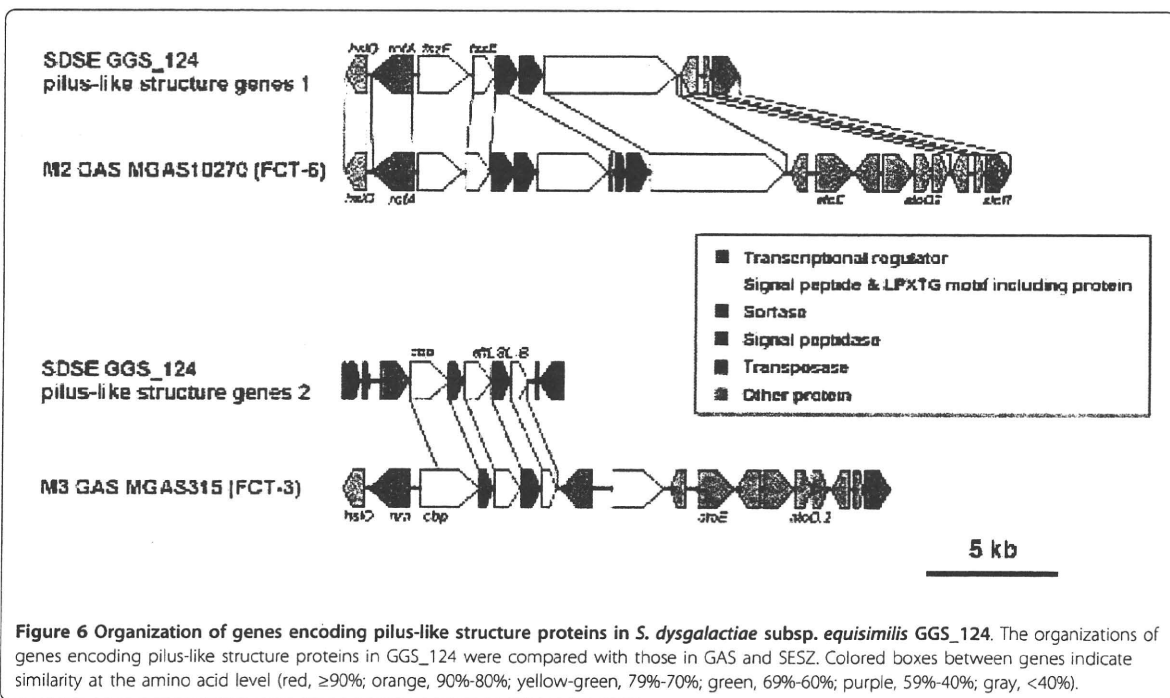 SDSE GGS_124
pilus-like structure genes 1
M2 GAS MGAS10270 (FCT-6)
Transcriptional regulator
Signal peptide & LPXTG motif including protein
Sortase
Signal peptidase
Transposase
Other protein
SDSE GGS_124
pilus-like structure genes 2
M3 GAS MGAS315 (FCT-3)
cbp
5 kb
Figure 6 Organization of genes encoding pilus-like structure proteins in S. dysgalactiae subsp. equisimilis GGS_124. The organizations of
genes encoding pilus-like structure proteins in GGS_124 were compared with those in GAS and SESZ. Colored boxes between genes indicate
similarity at the amino acid level (red, ≥90%; orange, 90%-80%; yellow-green, 79%-70%; green, 69%-60%; purple, 59%-40%; gray, <40%).